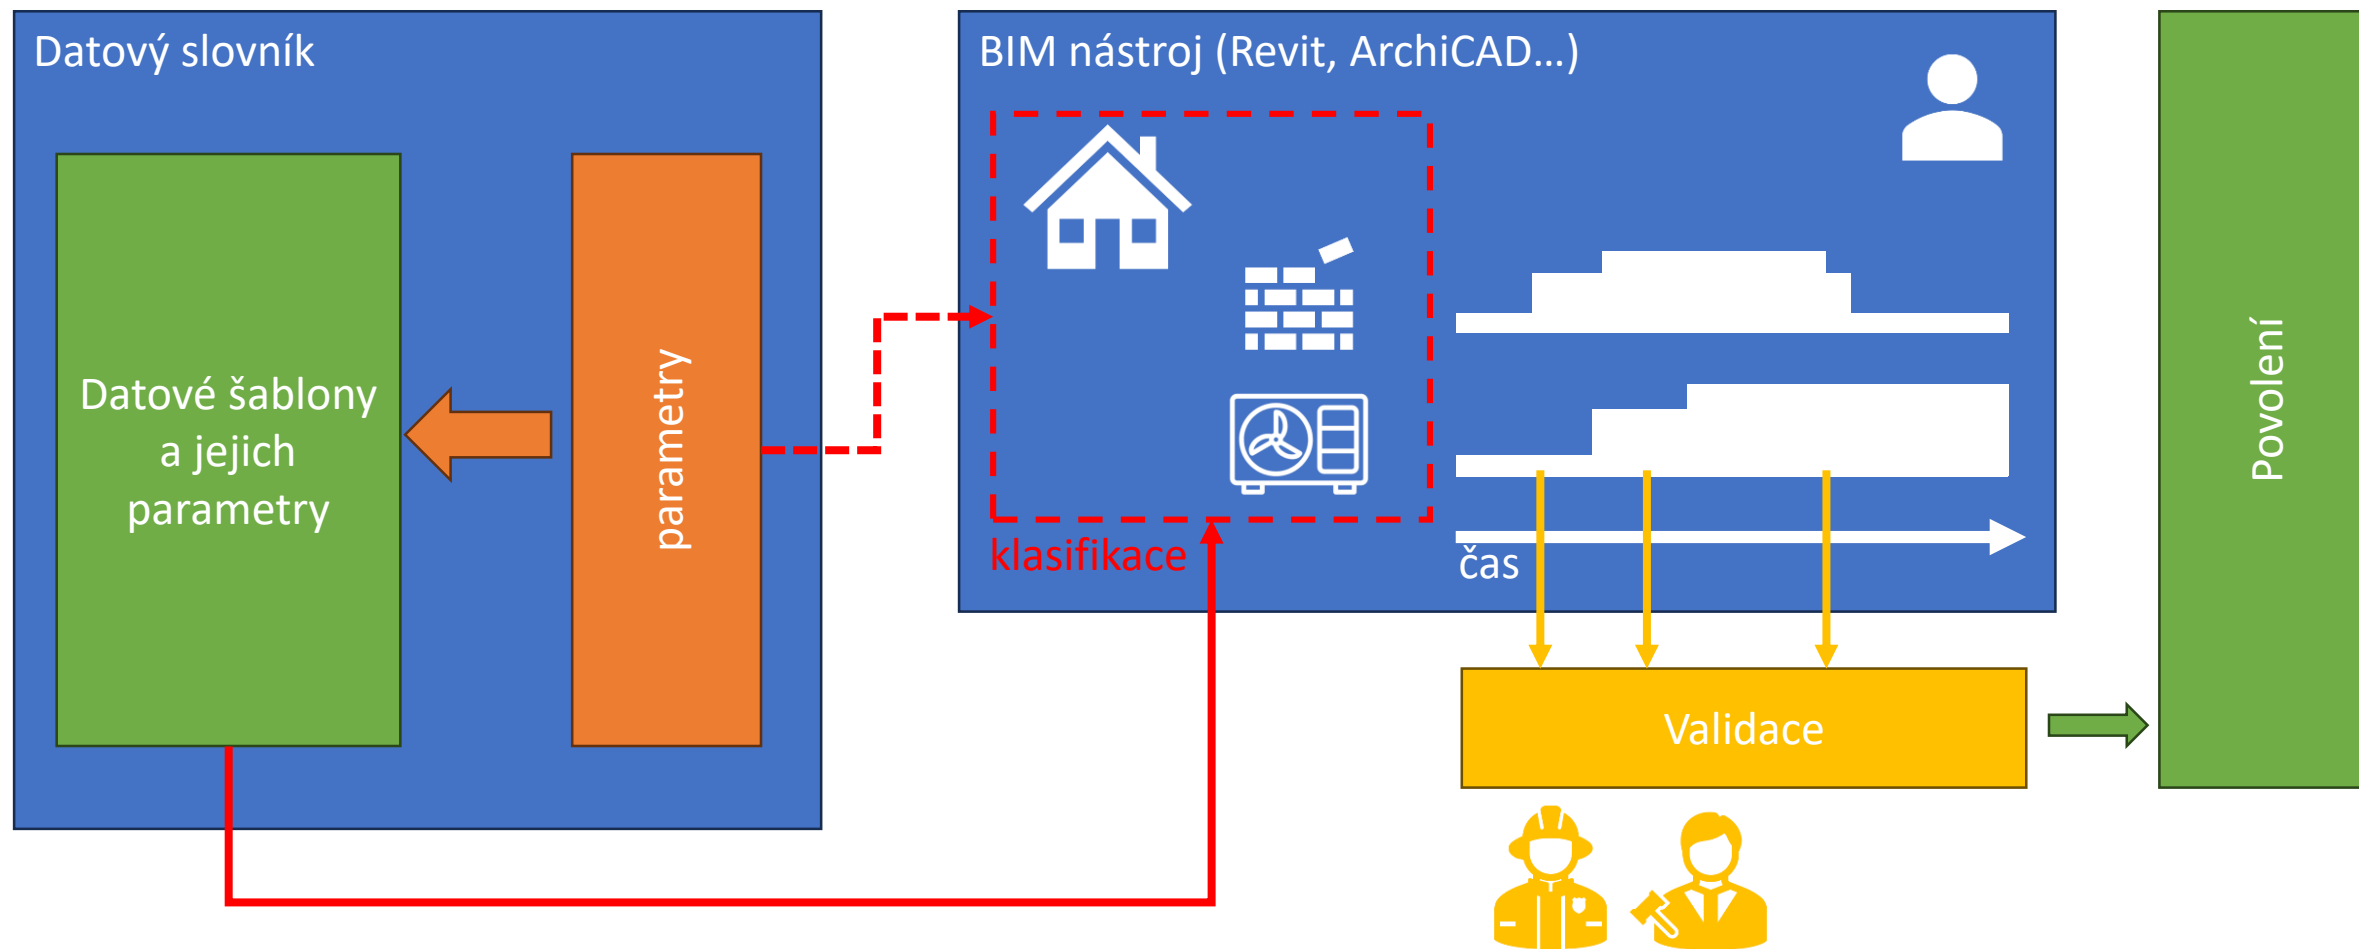 Datový slovník
Datové šablony
a jejich
parametry
parametry
BIM nástroj (Revit, ArchiCAD…)
klasifikace
čas
Validace
Povolení